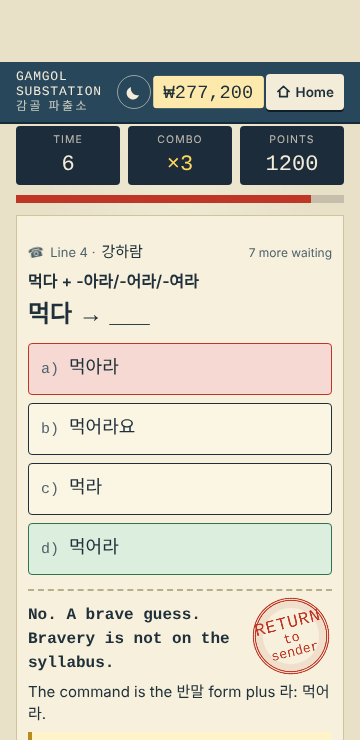 GAMGOL
SUBSTATION
감골 파출소
₩277,200
Home
TIME
6
COMBO
×3
POINTS
1200
☎ Line 4 · 강하람
7 more waiting
먹다 + -아라/-어라/-여라
먹다 → ___
a) 먹아라
b) 먹어라요
c) 먹라
d) 먹어라
No. A brave guess.
Bravery is not on the
syllabus.
RETURN
to
sender
The command is the 반말 form plus 라: 먹어
라.